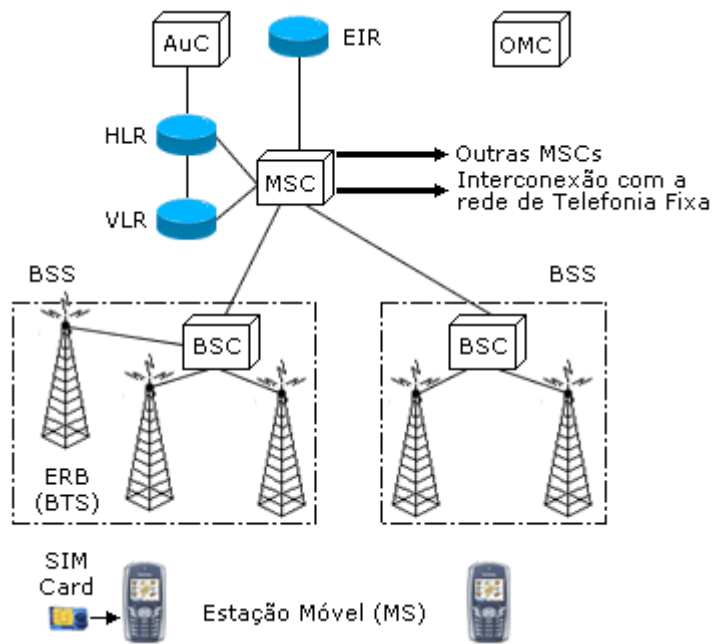 AuC
EIR
OMC
HLR
MSC
Outras MSCs
Interconexão com a
rede de Telefonia Fixa
VLR
BSS
BSS
BSC
BSC
ERB
(BTS)
SIM
Card
Estação Móvel (MS)